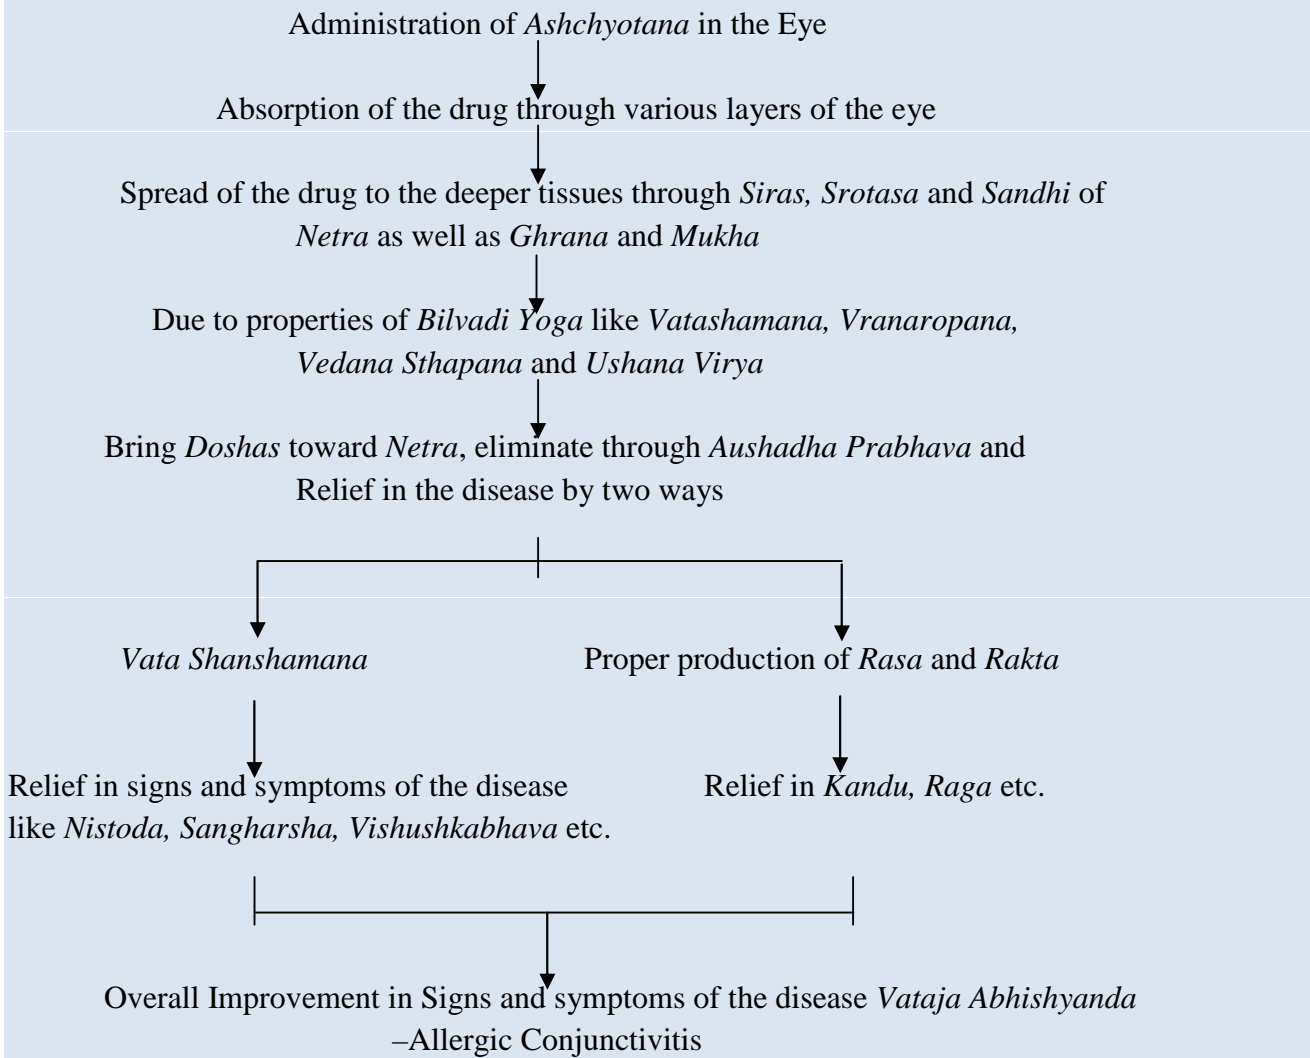 Administration of Ashchyotana in the Eye
Absorption of the drug through various layers of the eye
Spread of the drug to the deeper tissues through Siras, Srotasa and Sandhi of
Netra as well as Ghrana and Mukha
Due to properties of Bilvadi Yoga like Vatashamana, Vranaropana,
Vedana Sthapana and Ushana Virya
Bring Doshas toward Netra, eliminate through Aushadha Prabhava and
Relief in the disease by two ways
Vata Shanshamana
Proper production of Rasa and Rakta
Relief in signs and symptoms of the disease
like Nistoda, Sangharsha, Vishushkabhava etc.
Relief in Kandu, Raga etc.
Overall Improvement in Signs and symptoms of the disease Vataja Abhishyanda
–Allergic Conjunctivitis